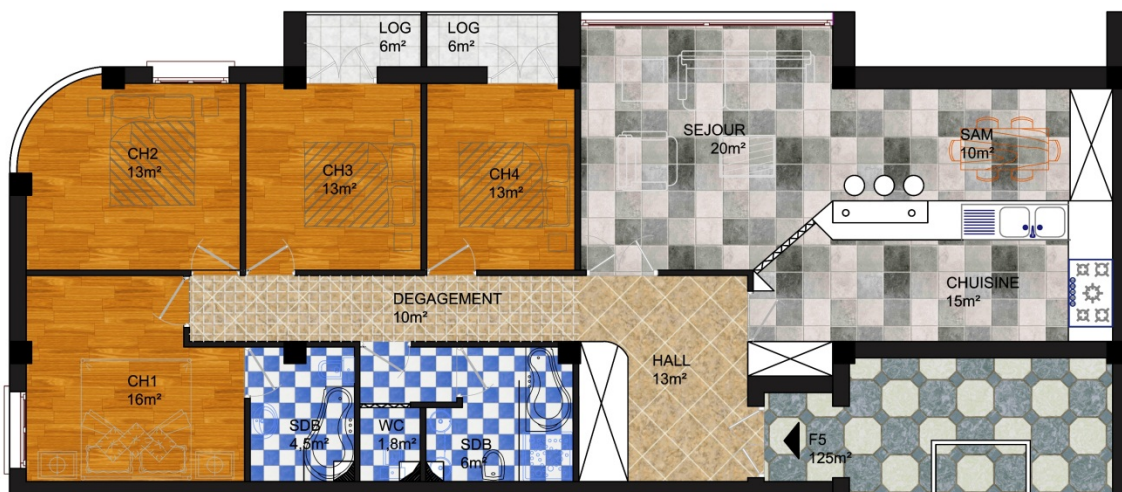 LOG
6m²
LOG
6m²
CH2
13m²
CH3
13m²
CH4
13m²
SEJOUR
20m²
SAM
10m²
DEGAGEMENT
10m²
CHUISINE
15m²
CH1
16m²
HALL
13m²
SDB
4,5m²
WC
1,8m²
SDB
6m²
F5
125m²